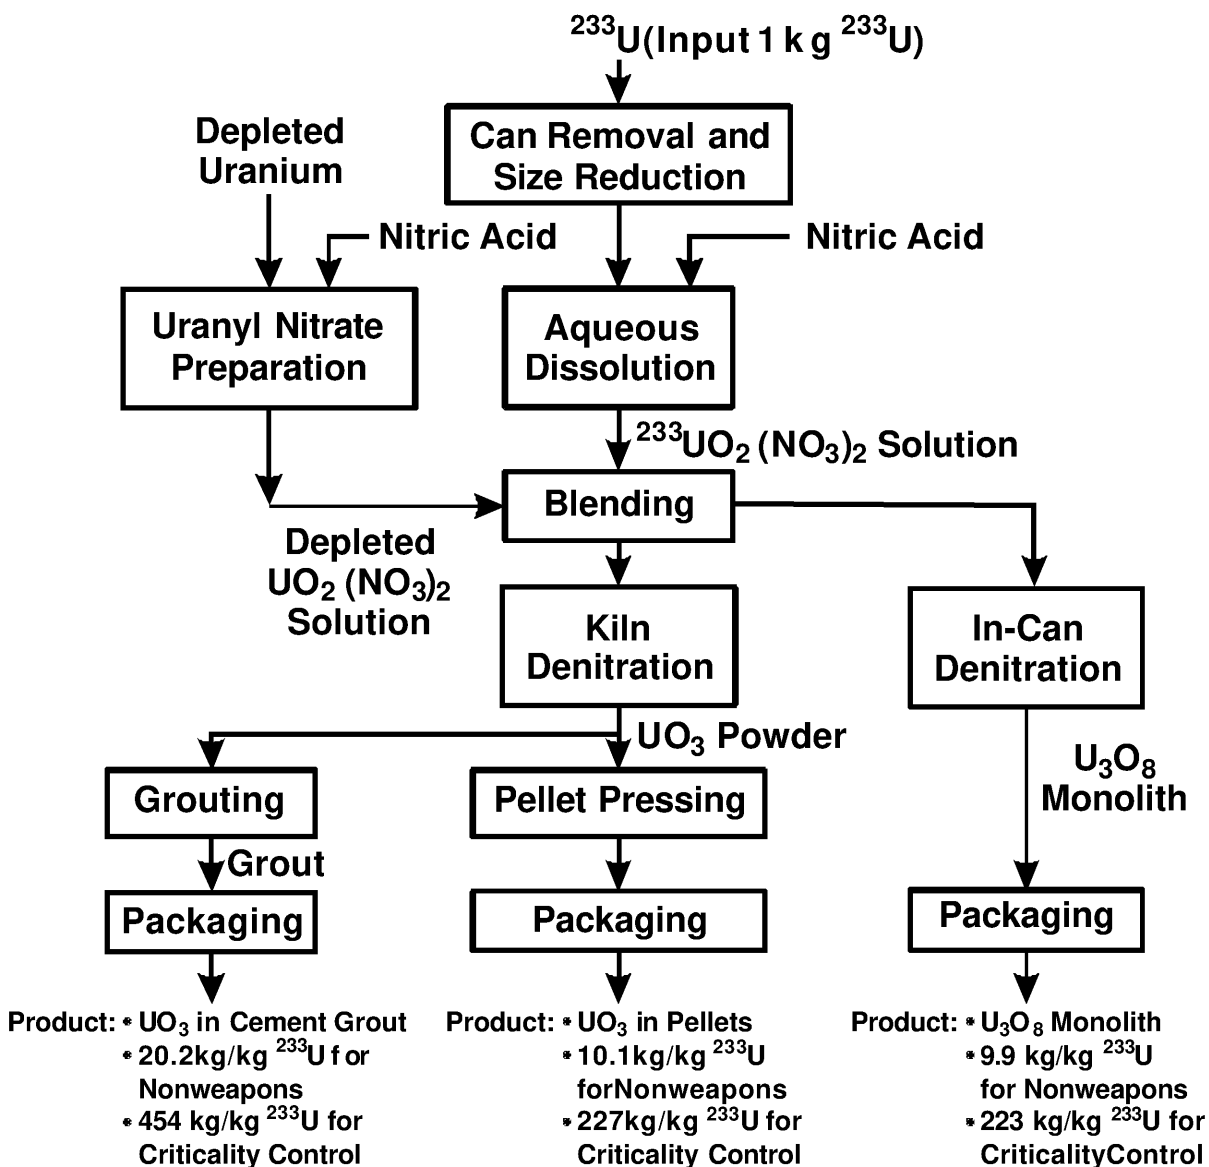 ²³³U(Input 1 kg ²³³U)
Can Removal and
Size Reduction
Depleted
Uranium
Nitric Acid
Nitric Acid
Uranyl Nitrate
Preparation
Aqueous
Dissolution
²³³UO₂ (NO₃)₂ Solution
Blending
Depleted
UO₂ (NO₃)₂
Solution
Kiln
Denitration
In-Can
Denitration
UO₃ Powder
U₃O₈
Monolith
Grouting
Pellet Pressing
Grout
Packaging
Packaging
Packaging
Product: • UO₃ in Cement Grout
• 20.2kg/kg ²³³U for
Nonweapons
• 454 kg/kg ²³³U for
Criticality Control
Product: • UO₃ in Pellets
• 10.1kg/kg ²³³U
forNonweapons
• 227kg/kg ²³³U for
Criticality Control
Product: • U₃O₈ Monolith
• 9.9 kg/kg ²³³U
for Nonweapons
• 223 kg/kg ²³³U for
CriticalityControl